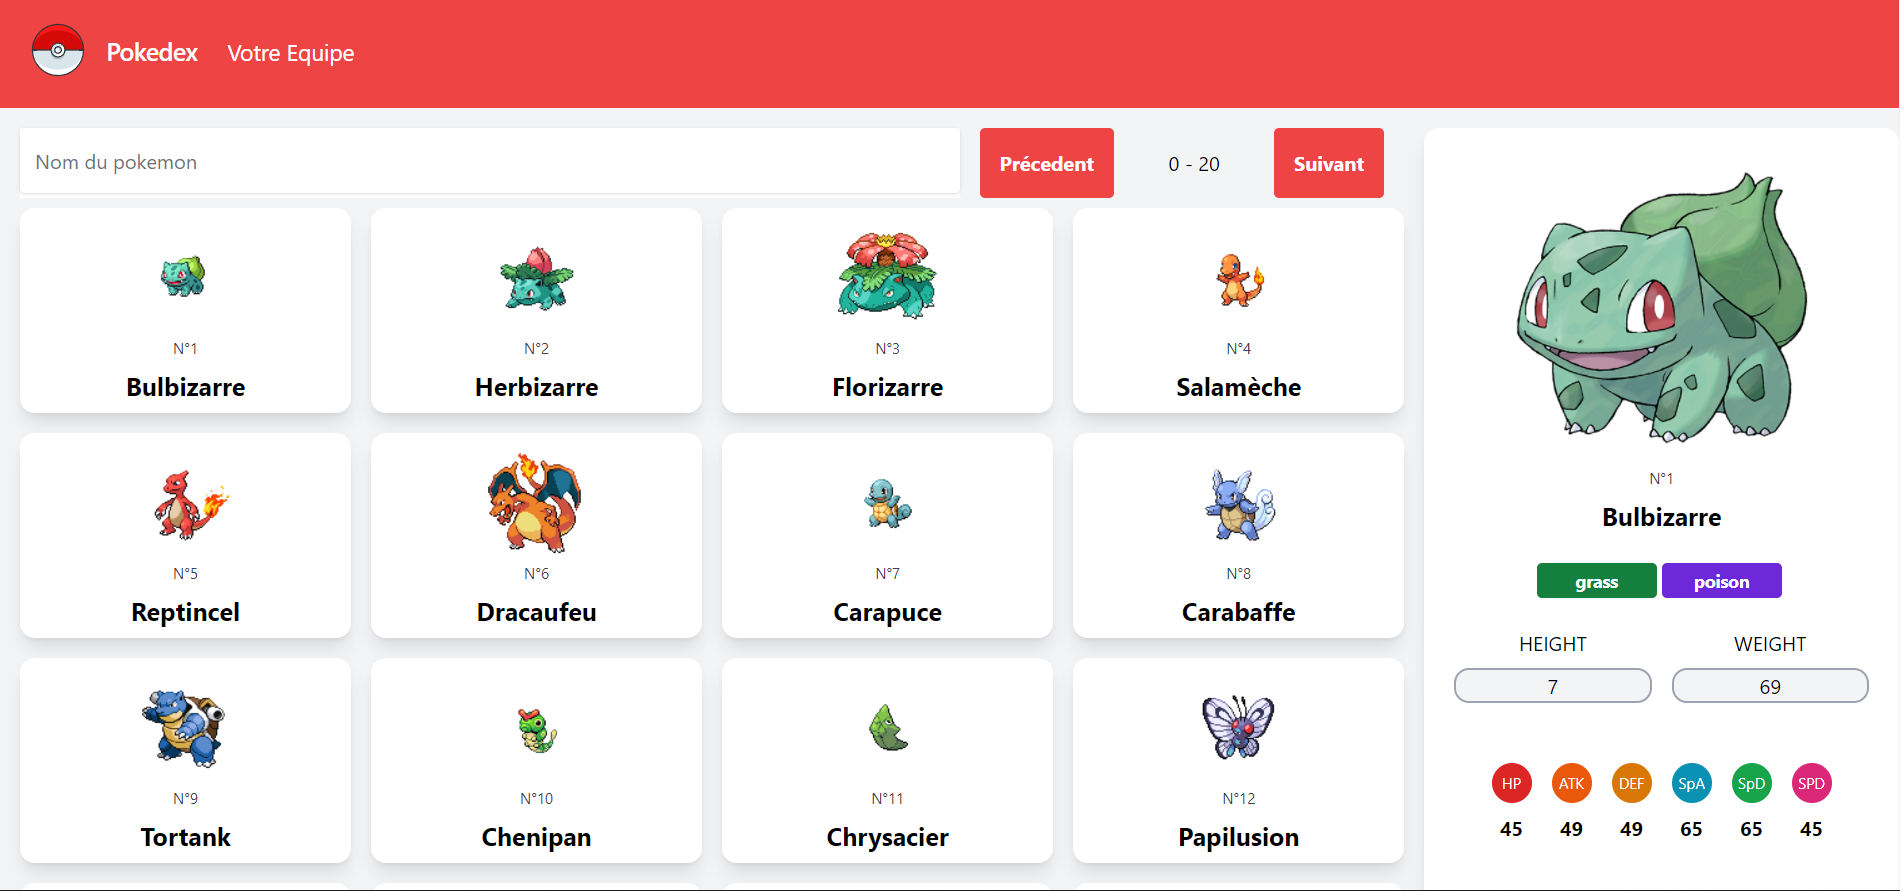 Pokedex Votre Equipe
Nom du pokemon
Précedent 0 - 20 Suivant
N°1
Bulbizarre
N°2
Herbizarre
N°3
Florizarre
N°4
Salamèche
N°5
Reptincel
N°6
Dracaufeu
N°7
Carapuce
N°8
Carabaffe
N°9
Tortank
N°10
Chenipan
N°11
Chrysacier
N°12
Papilusion
N°1
Bulbizarre
grass poison
HEIGHT WEIGHT
7 69
HP ATK DEF SpA SpD SPD
45 49 49 65 65 45